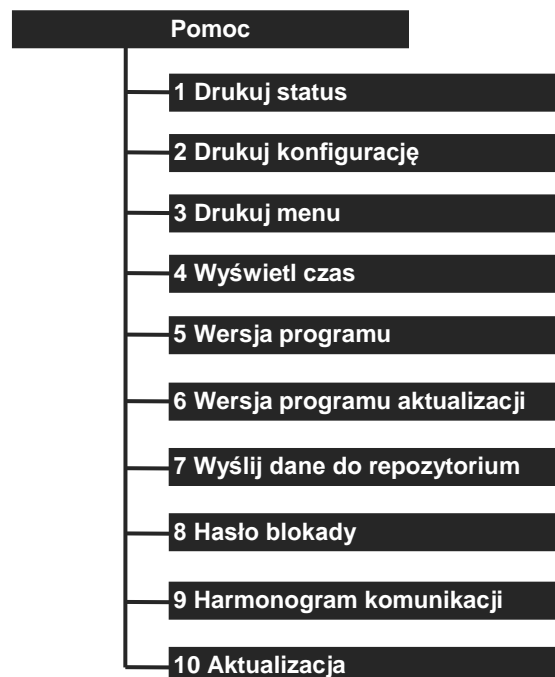 Pomoc
1 Drukuj status
2 Drukuj konfigurację
3 Drukuj menu
4 Wyświetl czas
5 Wersja programu
6 Wersja programu aktualizacji
7 Wyślij dane do repozytorium
8 Hasło blokady
9 Harmonogram komunikacji
10 Aktualizacja